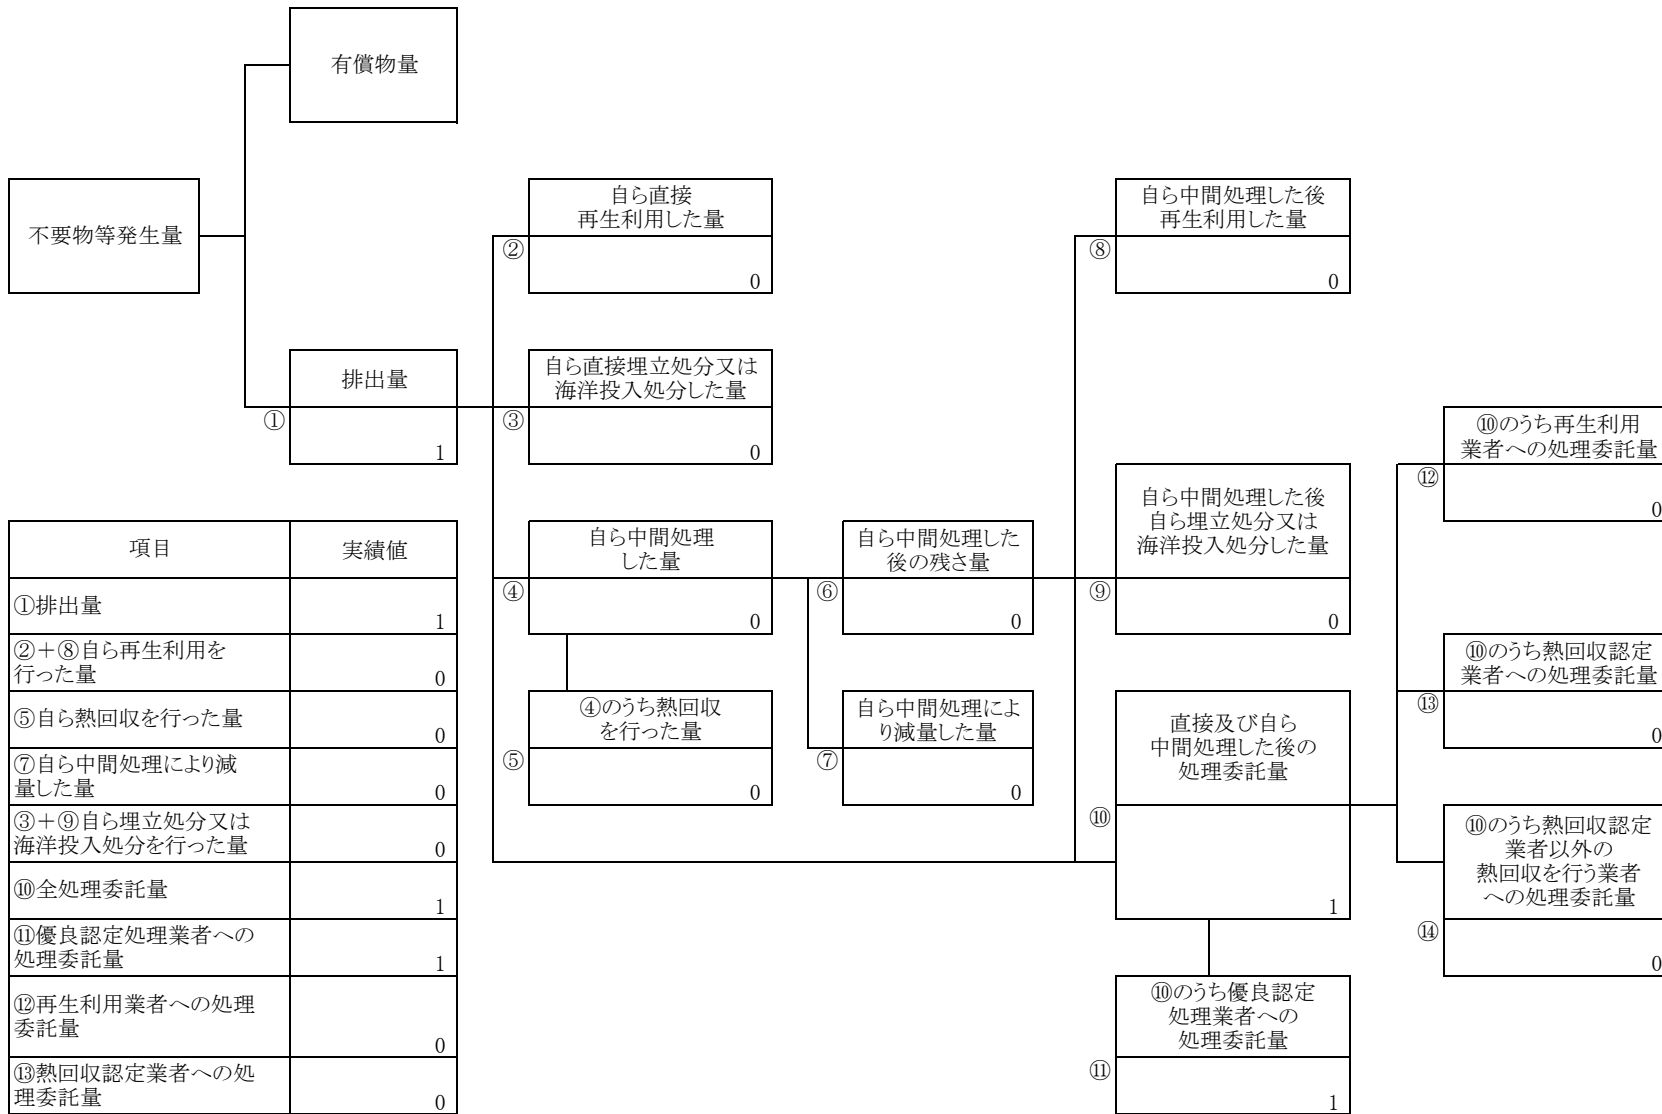 有償物量
不要物等発生量
自ら直接
再生利用した量
②
0
自ら中間処理した後
再生利用した量
⑧
0
排出量
①
1
自ら直接埋立処分又は
海洋投入処分した量
③
0
⑩のうち再生利用
業者への処理委託量
⑫
0
自ら中間処理した後
自ら埋立処分又は
海洋投入処分した量
⑨
0
自ら中間処理
した量
④
0
自ら中間処理した
後の残さ量
⑥
0
⑩のうち熱回収認定
業者への処理委託量
⑬
0
④のうち熱回収
を行った量
⑤
0
自ら中間処理によ
り減量した量
⑦
0
直接及び自ら
中間処理した後の
処理委託量
⑩
1
⑩のうち熱回収認定
業者以外の
熱回収を行う業者
への処理委託量
⑭
0
⑩のうち優良認定
処理業者への
処理委託量
⑪
1
項目 実績値
①排出量 1
②＋⑧自ら再生利用を
行った量 0
⑤自ら熱回収を行った量 0
⑦自ら中間処理により減
量した量 0
③＋⑨自ら埋立処分又は
海洋投入処分を行った量 0
⑩全処理委託量 1
⑪優良認定処理業者への
処理委託量 1
⑫再生利用業者への処理
委託量 0
⑬熱回収認定業者への処
理委託量 0